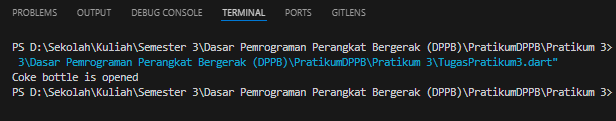 PROBLEMS OUTPUT DEBUG CONSOLE TERMINAL PORTS GITLENS
PS D:\Sekolah\Kuliah\Semester 3\Dasar Pemrograman Perangkat Bergerak (DPPB)\PratikumDPPB\Pratikum 3>
3\Dasar Pemrograman Perangkat Bergerak (DPPB)\PratikumDPPB\Pratikum 3\TugasPratikum3.dart"
Coke bottle is opened
PS D:\Sekolah\Kuliah\Semester 3\Dasar Pemrograman Perangkat Bergerak (DPPB)\PratikumDPPB\Pratikum 3>